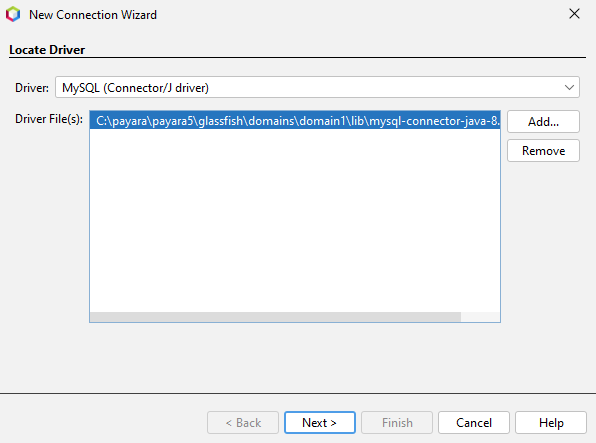 New Connection Wizard
Locate Driver
Driver: MySQL (Connector/J driver)
Driver File(s): C:\payara\payara5\glassfish\domains\domain1\lib\mysql-connector-java-8.
Add...
Remove
< Back Next > Finish Cancel Help